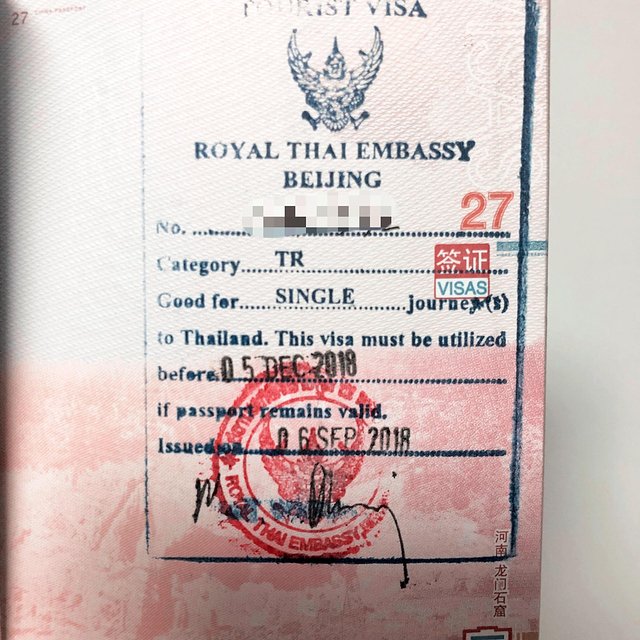 27
TOURIST VISA
ROYAL THAI EMBASSY
BEIJING
27
No.
签证
VISAS
Category......TR
Good for......SINGLE......journey(s)
to Thailand. This visa must be utilized
before 05 DEC 2018
if passport remains valid.
Issued on 06 SEP 2018
ROYAL THAI EMBASSY
河南龙门石窟